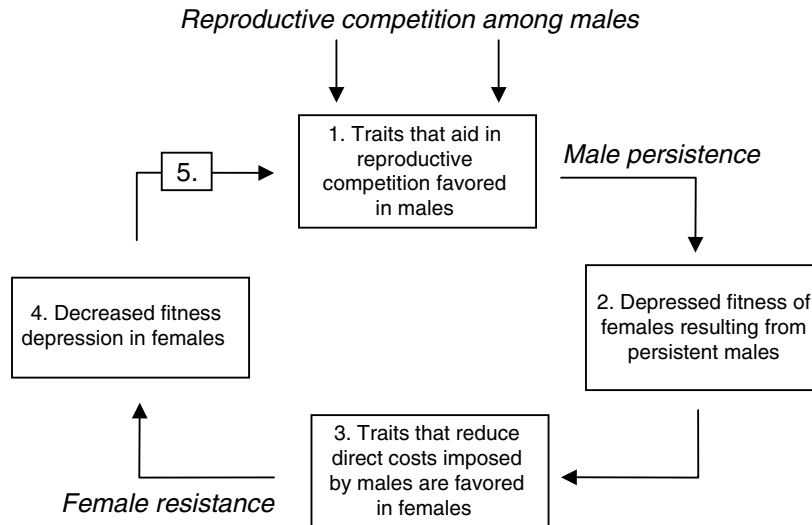 Reproductive competition among males
1. Traits that aid in
reproductive
competition favored
in males
Male persistence
5.
2. Depressed fitness of
females resulting from
persistent males
4. Decreased fitness
depression in females
3. Traits that reduce
direct costs imposed
by males are favored
in females
Female resistance